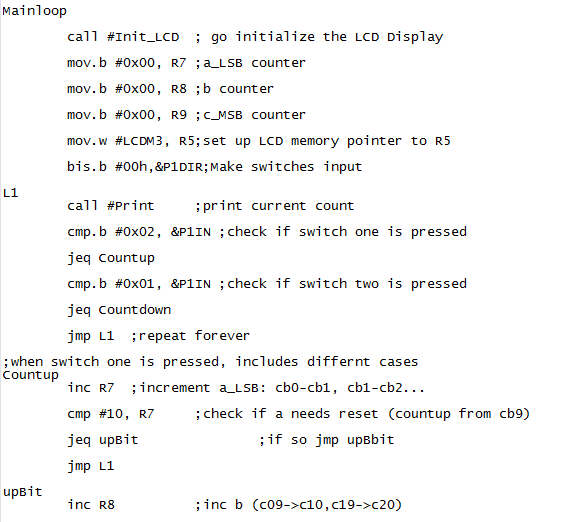 Mainloop
call #Init_LCD ; go initialize the LCD Display
mov.b #0x00, R7 ;a_LSB counter
mov.b #0x00, R8 ;b counter
mov.b #0x00, R9 ;c_MSB counter
mov.w #LCDM3, R5;set up LCD memory pointer to R5
bis.b #00h,&P1DIR;Make switches input
L1
call #Print ;print current count
cmp.b #0x02, &P1IN ;check if switch one is pressed
jeq Countup
cmp.b #0x01, &P1IN ;check if switch two is pressed
jeq Countdown
jmp L1 ;repeat forever
;when switch one is pressed, includes differnt cases
Countup
inc R7 ;increment a_LSB: cb0-cb1, cb1-cb2...
cmp #10, R7 ;check if a needs reset (countup from cb9)
jeq upBit ;if so jmp upBbit
jmp L1
upBit
inc R8 ;inc b (c09->c10,c19->c20)